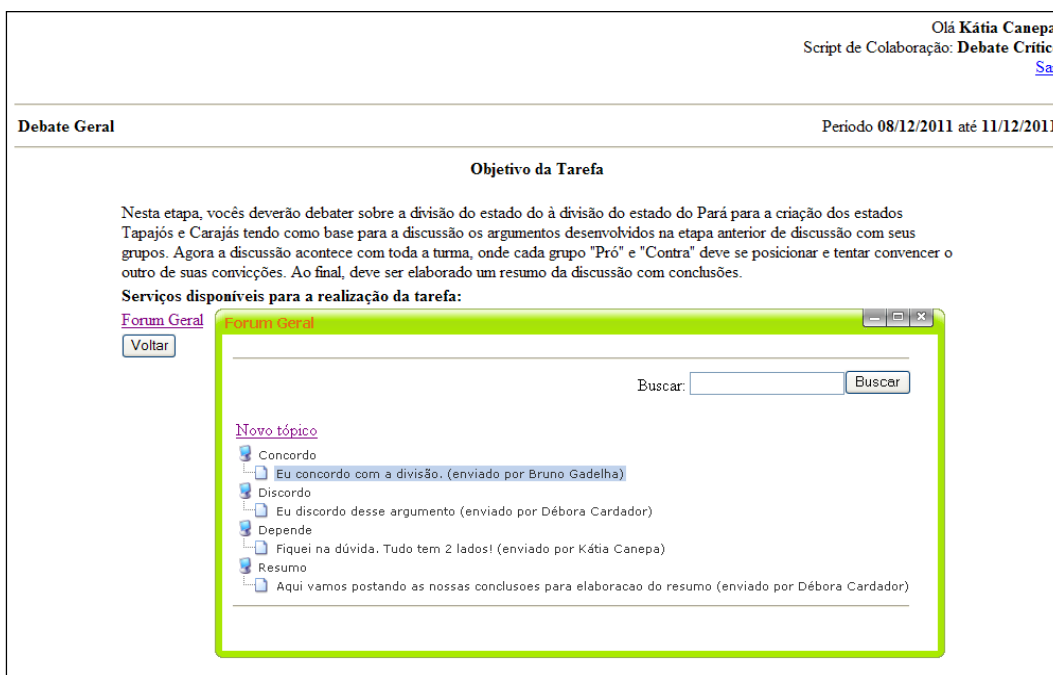 Olá Kátia Canepa
Script de Colaboração: Debate Crític
Sa
Debate Geral
Periodo 08/12/2011 até 11/12/2011
Objetivo da Tarefa
Nesta etapa, vocês deverão debater sobre a divisão do estado do à divisão do estado do Pará para a criação dos estados
Tapajós e Carajás tendo como base para a discussão os argumentos desenvolvidos na etapa anterior de discussão com seus
grupos. Agora a discussão acontece com toda a turma, onde cada grupo "Pró" e "Contra" deve se posicionar e tentar convencer o
outro de suas convicções. Ao final, deve ser elaborado um resumo da discussão com conclusões.
Serviços disponíveis para a realização da tarefa:
Forum Geral
Voltar
Forum Geral
Buscar:
Buscar
Novo tópico
Concordo
Eu concordo com a divisão. (enviado por Bruno Gadelha)
Discordo
Eu discordo desse argumento (enviado por Débora Cardador)
Depende
Fiquei na dúvida. Tudo tem 2 lados! (enviado por Kátia Canepa)
Resumo
Aqui vamos postando as nossas conclusoes para elaboracao do resumo (enviado por Débora Cardador)